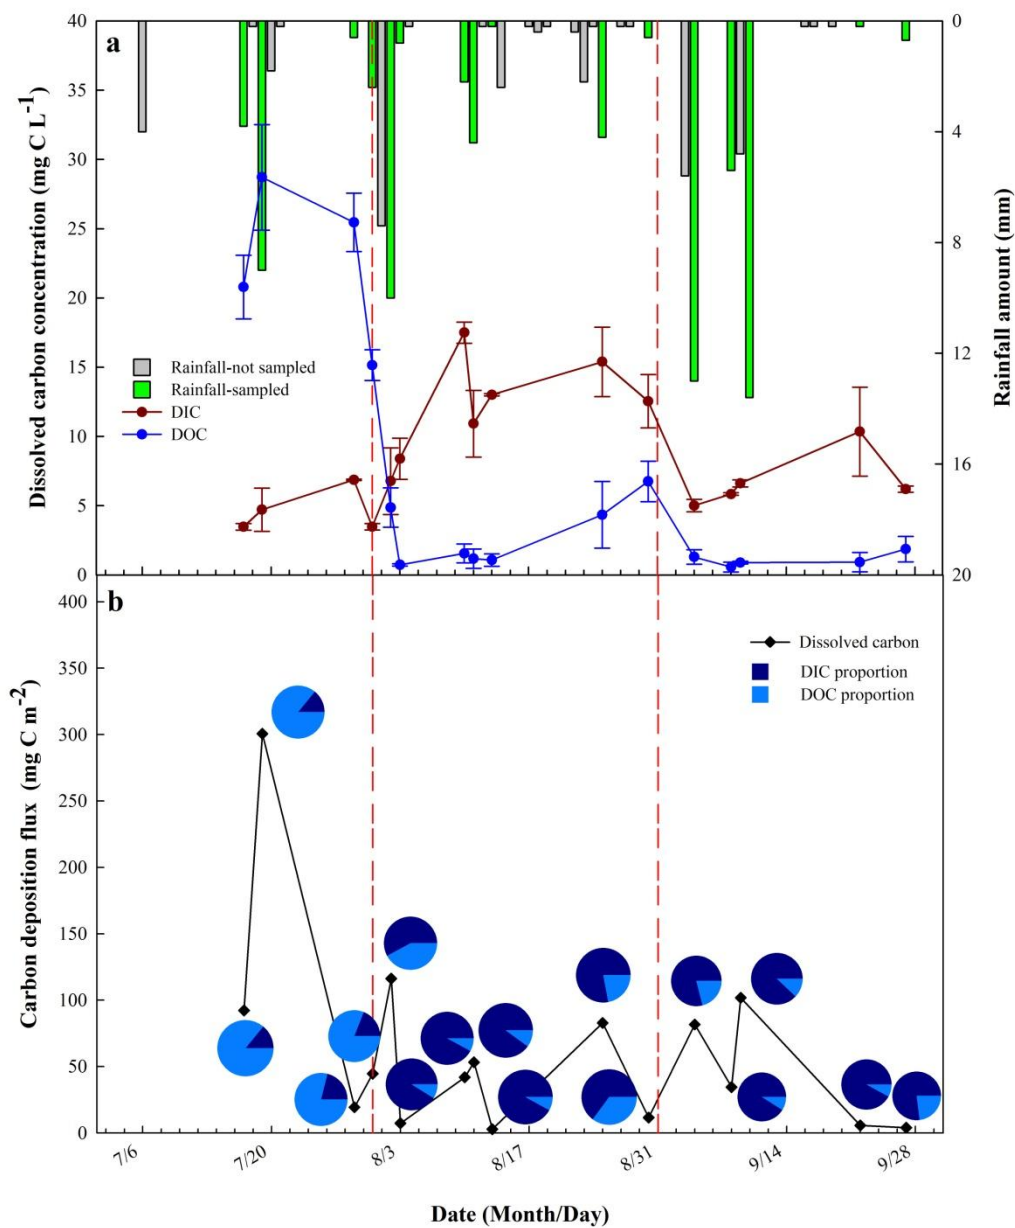 a
40
35
30
25
20
15
10
5
0
Dissolved carbon concentration (mg C L⁻¹)
0
4
8
12
16
20
Rainfall amount (mm)
Rainfall-not sampled
Rainfall-sampled
DIC
DOC
b
400
350
300
250
200
150
100
50
0
Carbon deposition flux (mg C m⁻²)
Dissolved carbon
DIC proportion
DOC proportion
7/6
7/20
8/3
8/17
8/31
9/14
9/28
Date (Month/Day)